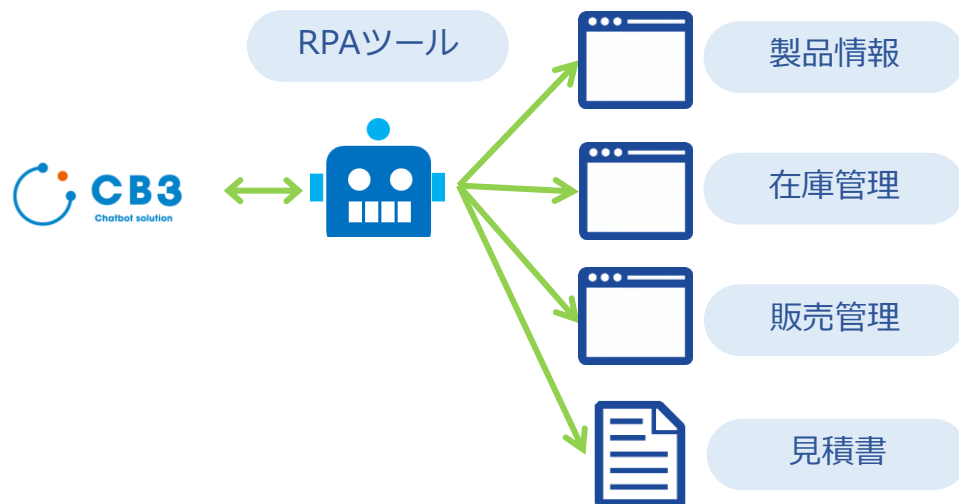 RPAツール
製品情報
CB3
Chatbot solution
在庫管理
販売管理
見積書